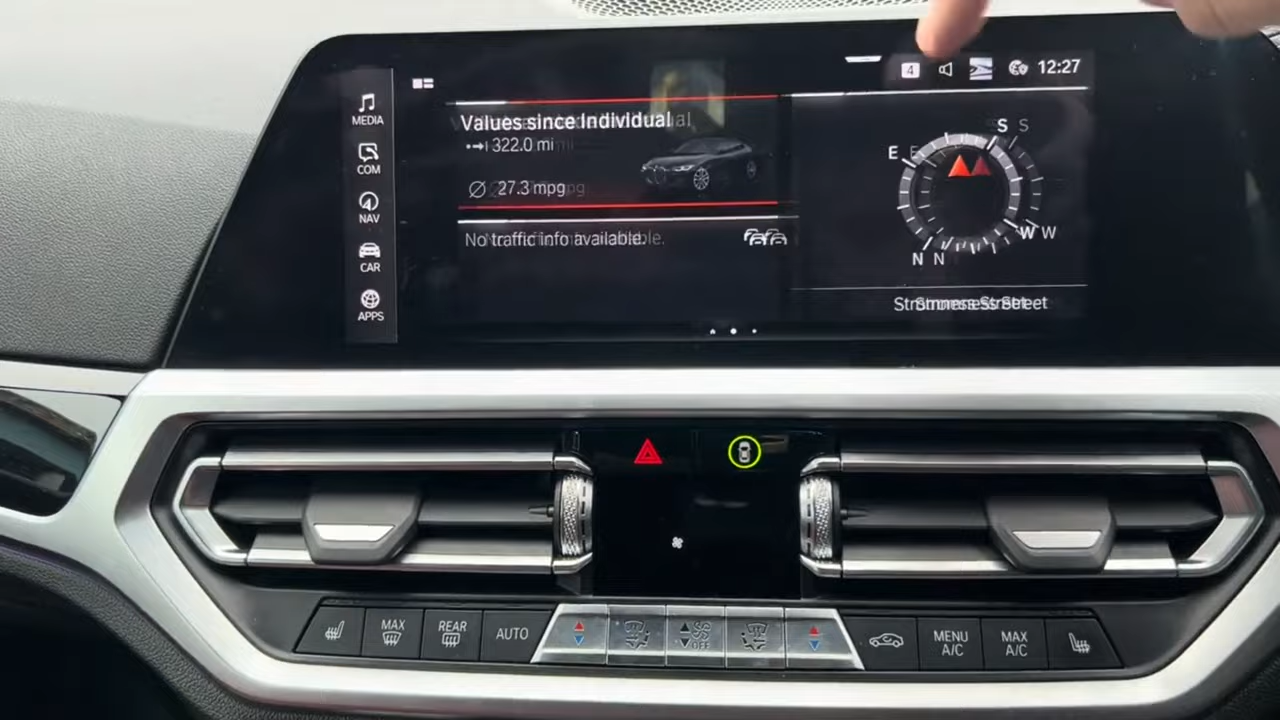 4
12:27
MEDIA
COM
NAV
CAR
APPS
Values since Individual
322.0 mi
27.3 mpg
No traffic info available.
S S
E E
W W
N N
Street
MAX
REAR
AUTO
OFF
MENU
A/C
MAX
A/C